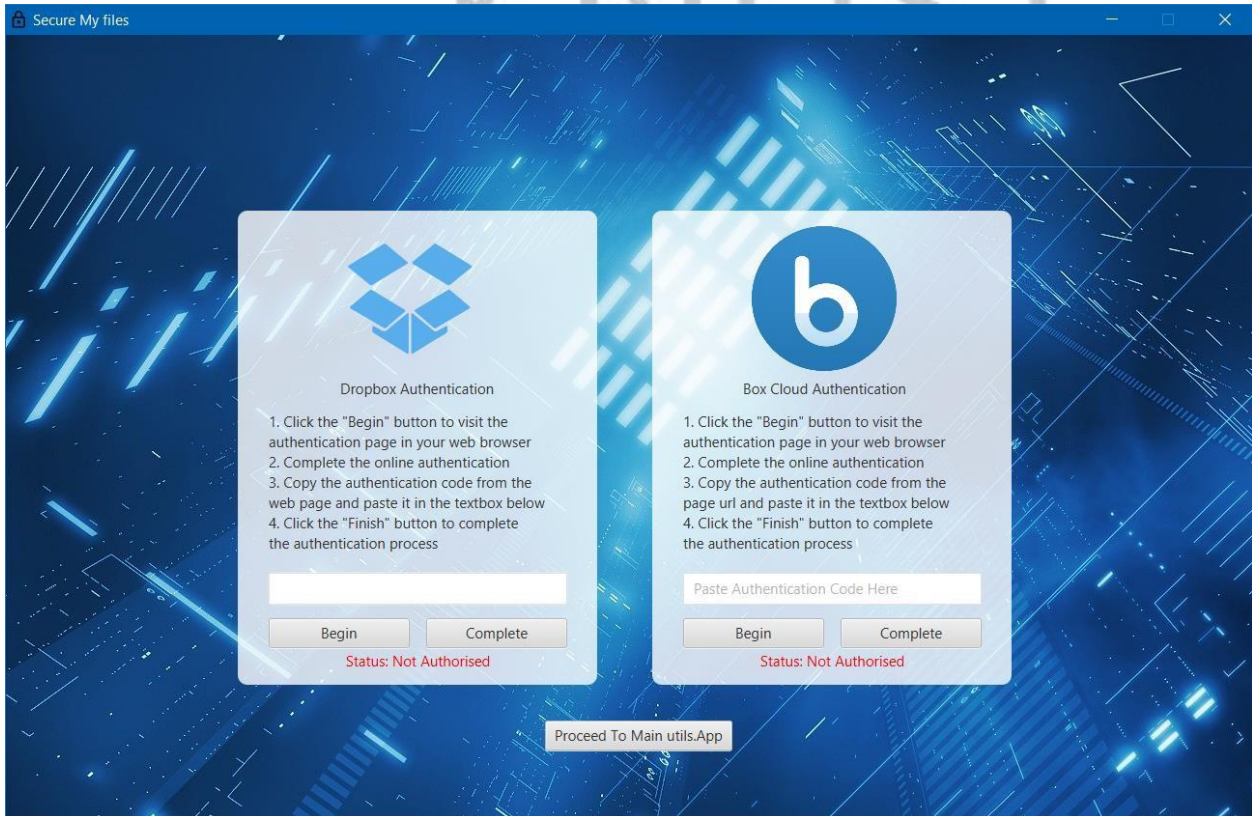 Secure My files
Dropbox Authentication
1. Click the "Begin" button to visit the
authentication page in your web browser
2. Complete the online authentication
3. Copy the authentication code from the
web page and paste it in the textbox below
4. Click the "Finish" button to complete
the authentication process
Begin Complete
Status: Not Authorised
b
Box Cloud Authentication
1. Click the "Begin" button to visit the
authentication page in your web browser
2. Complete the online authentication
3. Copy the authentication code from the
page url and paste it in the textbox below
4. Click the "Finish" button to complete
the authentication process
Paste Authentication Code Here
Begin Complete
Status: Not Authorised
Proceed To Main utils.App